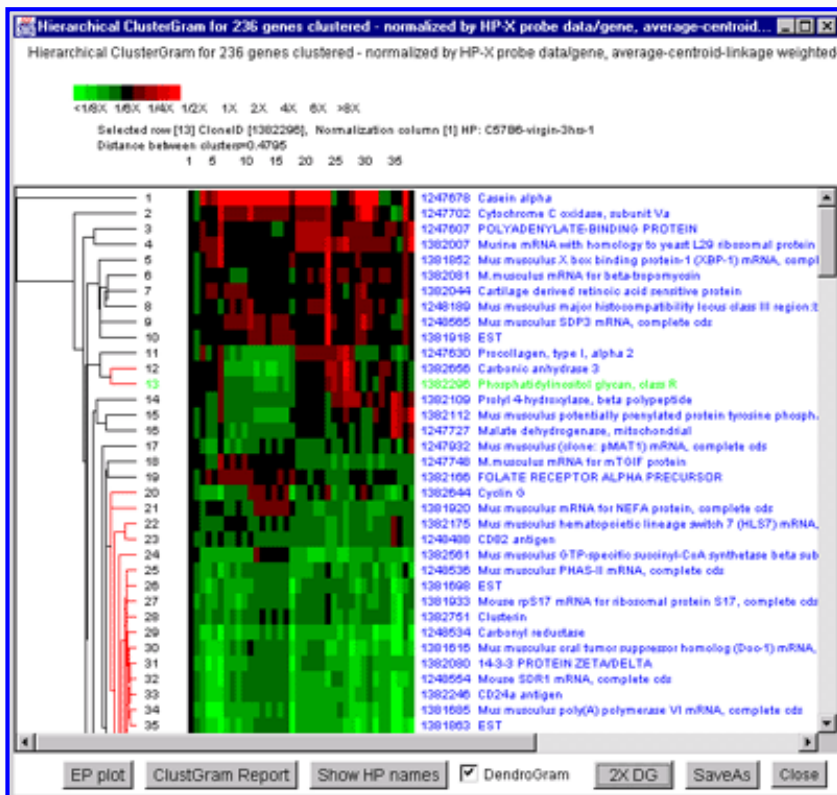 Hierarchical ClusterGram for 236 genes clustered - normalized by HP-X probe data/gene, average-centroid...
Hierarchical ClusterGram for 236 genes clustered - normalized by HP-X probe data/gene, average-centroid-linkage weighted
<1/8X 1/6X 1/4X 1/2X 1X 2X 4X 6X >8X
Selected row [13] CloneID [1382296], Normalization column [1] HP: C57B6-virgin-3hrs-1
Distance between clusters=0.4795
1 5 10 15 20 25 30 35
1 1247678 Casein alpha
2 1247702 Cytochrome C oxidase, subunit Va
3 1247607 POLYADENYLATE-BINDING PROTEIN
4 1382007 Murine mRNA with homology to yeast L29 ribosomal protein
5 1381852 Mus musculus X box binding protein-1 (XBP-1) mRNA, compl
6 1382081 M.musculus mRNA for beta-tropomyosin
7 1382044 Cartilage derived retinoic acid sensitive protein
8 1248189 Mus musculus major histocompatibility locus class III region:t
9 1248565 Mus musculus SDP3 mRNA, complete cds
10 1381918 EST
11 1247630 Procollagen, type I, alpha 2
12 1382656 Carbonic anhydrase 3
13 1382296 Phosphatidylinositol glycan, class R
14 1382109 Prolyl 4-hydroxylase, beta polypeptide
15 1382112 Mus musculus potentially prenylated protein tyrosine phosph.
16 1247727 Malate dehydrogenase, mitochondrial
17 1247932 Mus musculus (clone: pMAT1) mRNA, complete cds
18 1247748 M.musculus mRNA for mTGIF protein
19 1382166 FOLATE RECEPTOR ALPHA PRECURSOR
20 1382644 Cyclin G
21 1381920 Mus musculus mRNA for NEFA protein, complete cds
22 1382175 Mus musculus hematopoietic lineage switch 7 (HLS7) mRNA,
23 1248488 CD82 antigen
24 1382561 Mus musculus GTP-specific succinyl-CoA synthetase beta sub
25 1248536 Mus musculus PHAS-II mRNA, complete cds
26 1381698 EST
27 1381933 Mouse rpS17 mRNA for ribosomal protein S17, complete cds
28 1382751 Clusterin
29 1248534 Carbonyl reductase
30 1381616 Mus musculus oral tumor suppressor homolog (Doc-1) mRNA,
31 1382080 14-3-3 PROTEIN ZETA/DELTA
32 1248554 Mouse SDR1 mRNA, complete cds
33 1382246 CD24a antigen
34 1381685 Mus musculus poly(A) polymerase VI mRNA, complete cds
35 1381863 EST
EP plot ClustGram Report Show HP names DendroGram 2X DG SaveAs Close